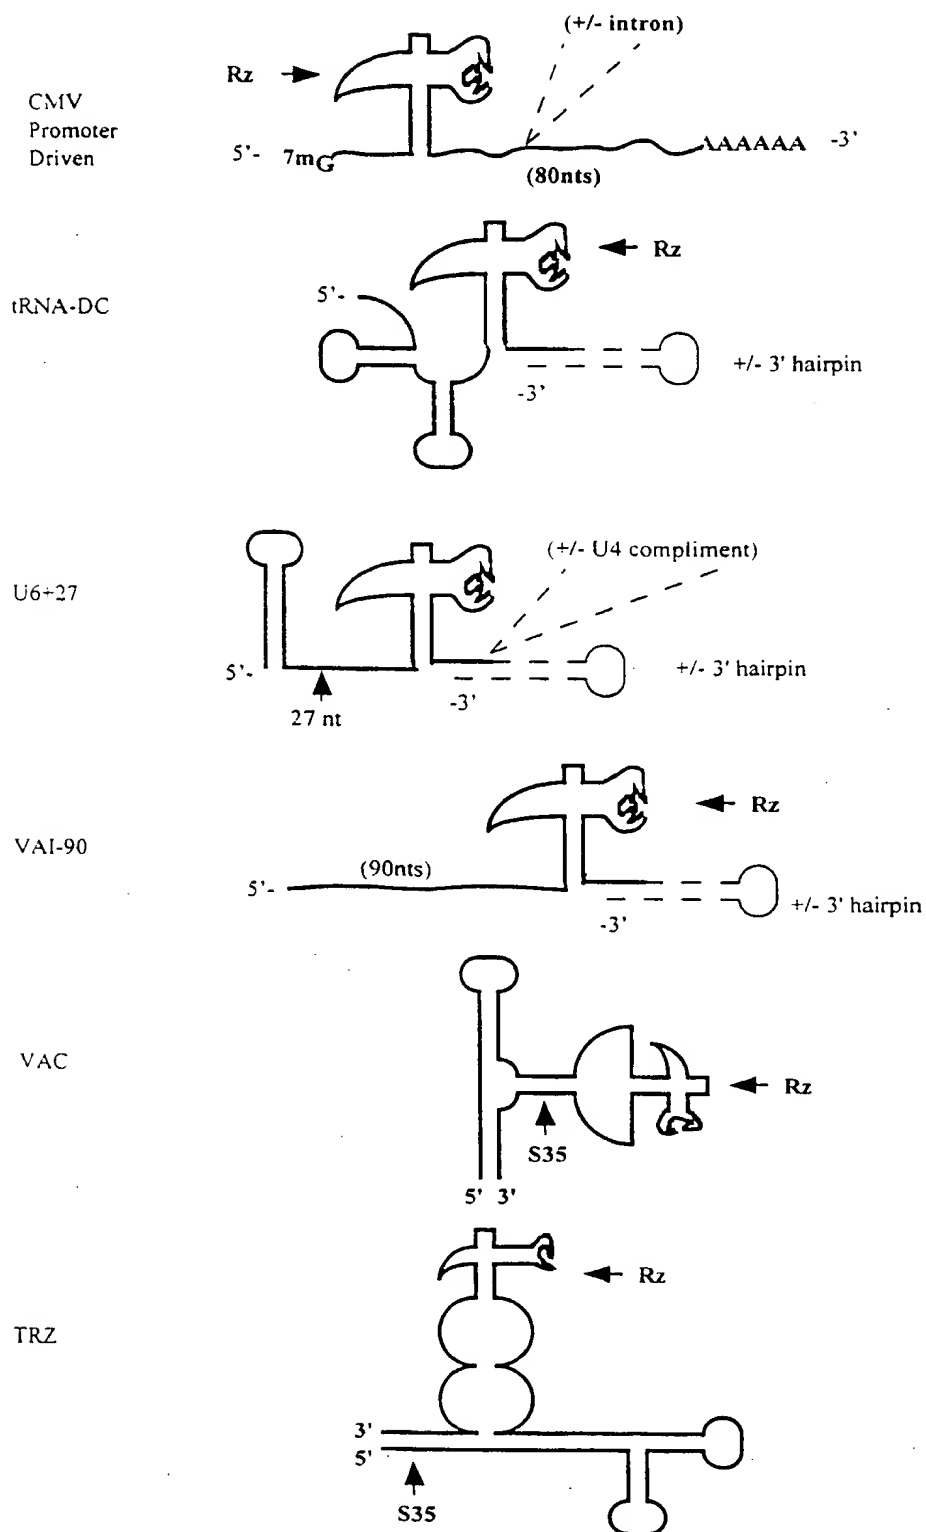 (+/- intron)
Rz
CMV
Promoter
Driven
5'- 7mG
AAAAAA -3'
(80nts)
Rz
5'-
tRNA-DC
+/- 3' hairpin
-3'
(+/- U4 compliment)
U6+27
5'-
+/- 3' hairpin
-3'
27 nt
Rz
VAI-90
(90nts)
5'-
+/- 3' hairpin
-3'
VAC
Rz
S35
5' 3'
Rz
TRZ
3'
5'
S35